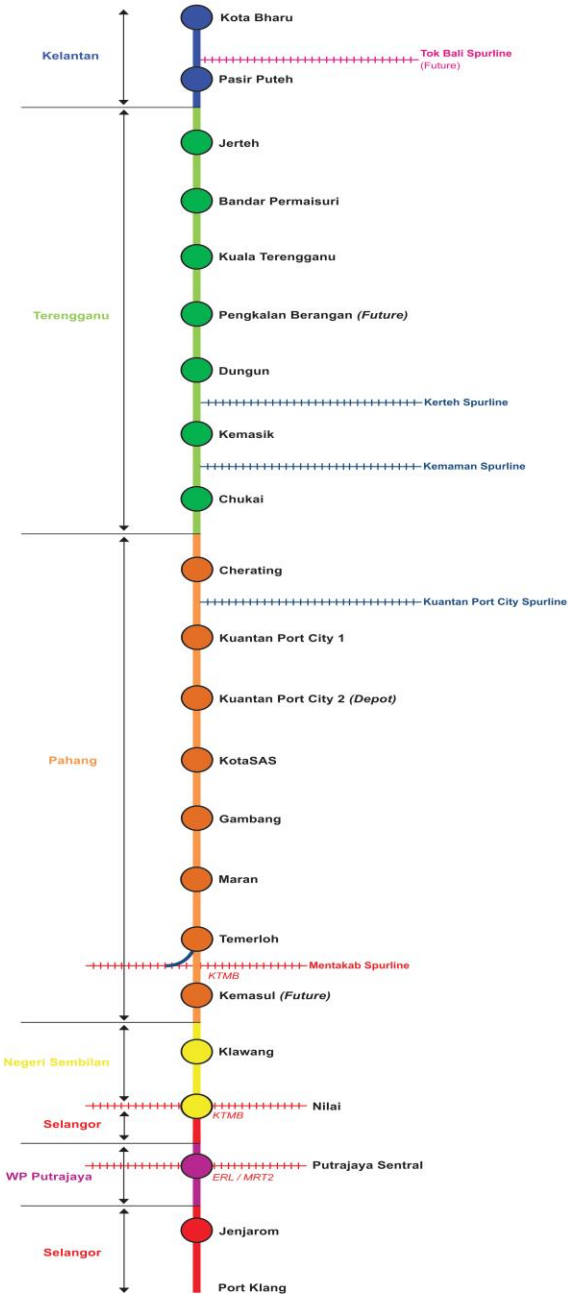 Kota Bharu
Tok Bali Spurline
(Future)
Kelantan
Pasir Puteh
Jerteh
Bandar Permaisuri
Kuala Terengganu
Terengganu
Pengkalan Berangan (Future)
Dungun
Kerteh Spurline
Kemasik
Kemaman Spurline
Chukai
Cherating
Kuantan Port City Spurline
Kuantan Port City 1
Kuantan Port City 2 (Depot)
Pahang
KotaSAS
Gambang
Maran
Temerloh
Mentakab Spurline
KTMB
Kemasul (Future)
Klawang
Negeri Sembilan
Nilai
KTMB
Selangor
Putrajaya Sentral
WP Putrajaya
ERL / MRT2
Jenjarom
Selangor
Port Klang